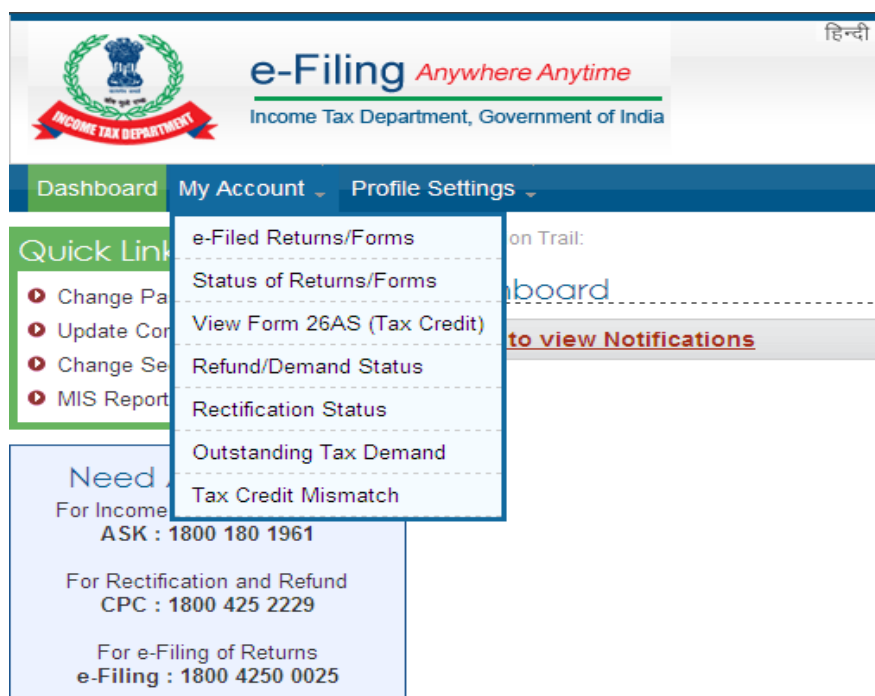 हिन्दी
e-Filing Anywhere Anytime
Income Tax Department, Government of India
INCOME TAX DEPARTMENT
Dashboard My Account Profile Settings
e-Filed Returns/Forms
Status of Returns/Forms
View Form 26AS (Tax Credit)
Refund/Demand Status
Rectification Status
Outstanding Tax Demand
Tax Credit Mismatch
Quick Link
Change Pa
Update Con
Change Se
MIS Report
on Trail:
board
to view Notifications
Need
For Income
ASK : 1800 180 1961
For Rectification and Refund
CPC : 1800 425 2229
For e-Filing of Returns
e-Filing : 1800 4250 0025